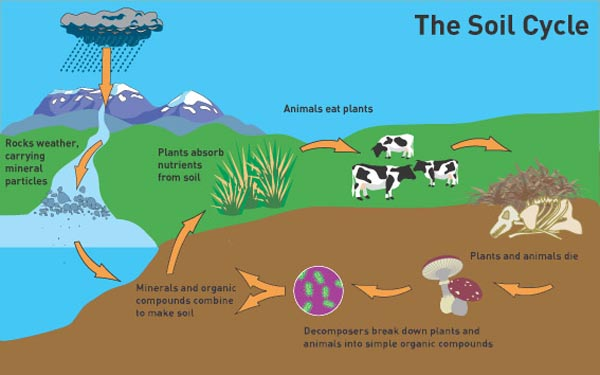 The Soil Cycle
Animals eat plants
Rocks weather,
carrying
mineral
particles
Plants absorb
nutrients
from soil
Plants and animals die
Minerals and organic
compounds combine
to make soil
Decomposers break down plants and
animals into simple organic compounds